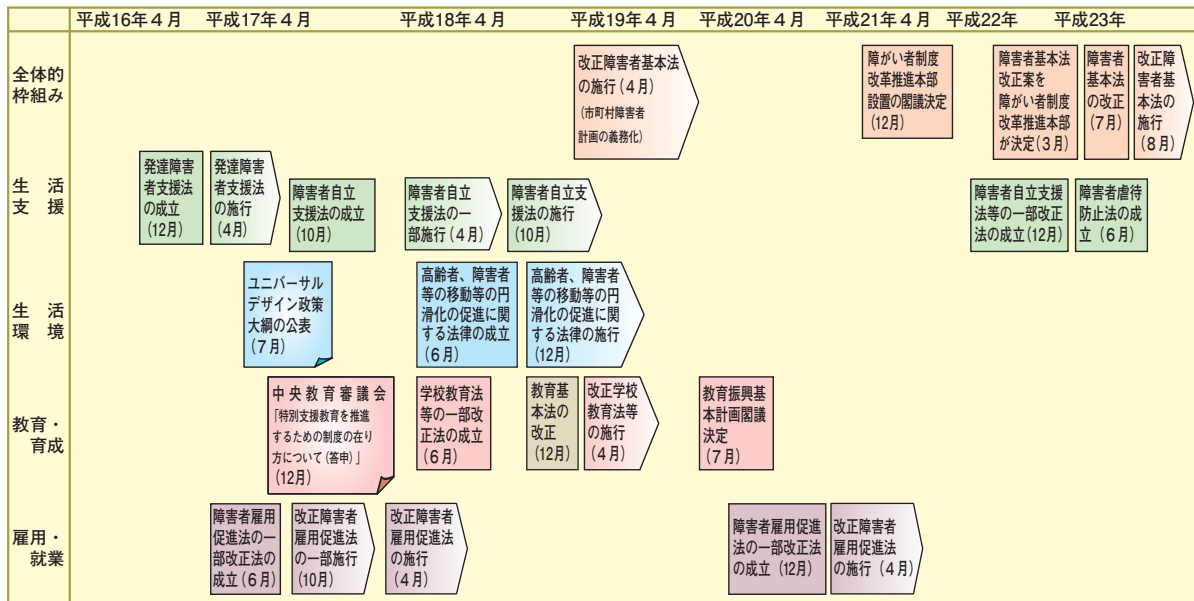 平成16年4月 平成17年4月 平成18年4月 平成19年4月 平成20年4月 平成21年4月 平成22年 平成23年
全体的
枠組み
改正障害者基本法
の施行(4月)
(市町村障害者
計画の義務化)
障がい者制度
改革推進本部
設置の閣議決定
(12月)
障害者基本法
改正案を
障がい者制度
改革推進本部
が決定(3月)
障害者
基本法
の改正
(7月)
改正障
害者基
本法の
施行
(8月)
生活
支援
発達障害
者支援法
の成立
(12月)
発達障害
者支援法
の施行
(4月)
障害者自立
支援法の成立
(10月)
障害者自立
支援法の一
部施行(4月)
障害者自立支
援法の施行
(10月)
障害者自立支援
法等の一部改正
法の成立(12月)
障害者虐待
防止法の成
立(6月)
生活
環境
ユニバーサル
デザイン政策
大綱の公表
(7月)
高齢者、障害者
等の移動等の円
滑化の促進に関
する法律の成立
(6月)
高齢者、障害者
等の移動等の円
滑化の促進に関
する法律の施行
(12月)
教育・
育成
中央教育審議会
「特別支援教育を推進
するための制度の在り
方について(答申)」
(12月)
学校教育法
等の一部改
正法の成立
(6月)
教育基
本法の
改正
(12月)
改正学校
教育法等
の施行
(4月)
教育振興基
本計画閣議
決定
(7月)
雇用・
就業
障害者雇用
促進法の一
部改正法の
成立(6月)
改正障害者
雇用促進法
の一部施行
(10月)
改正障害者
雇用促進法
の施行
(4月)
障害者雇用促進
法の一部改正法
の成立(12月)
改正障害者
雇用促進法
の施行(4月)